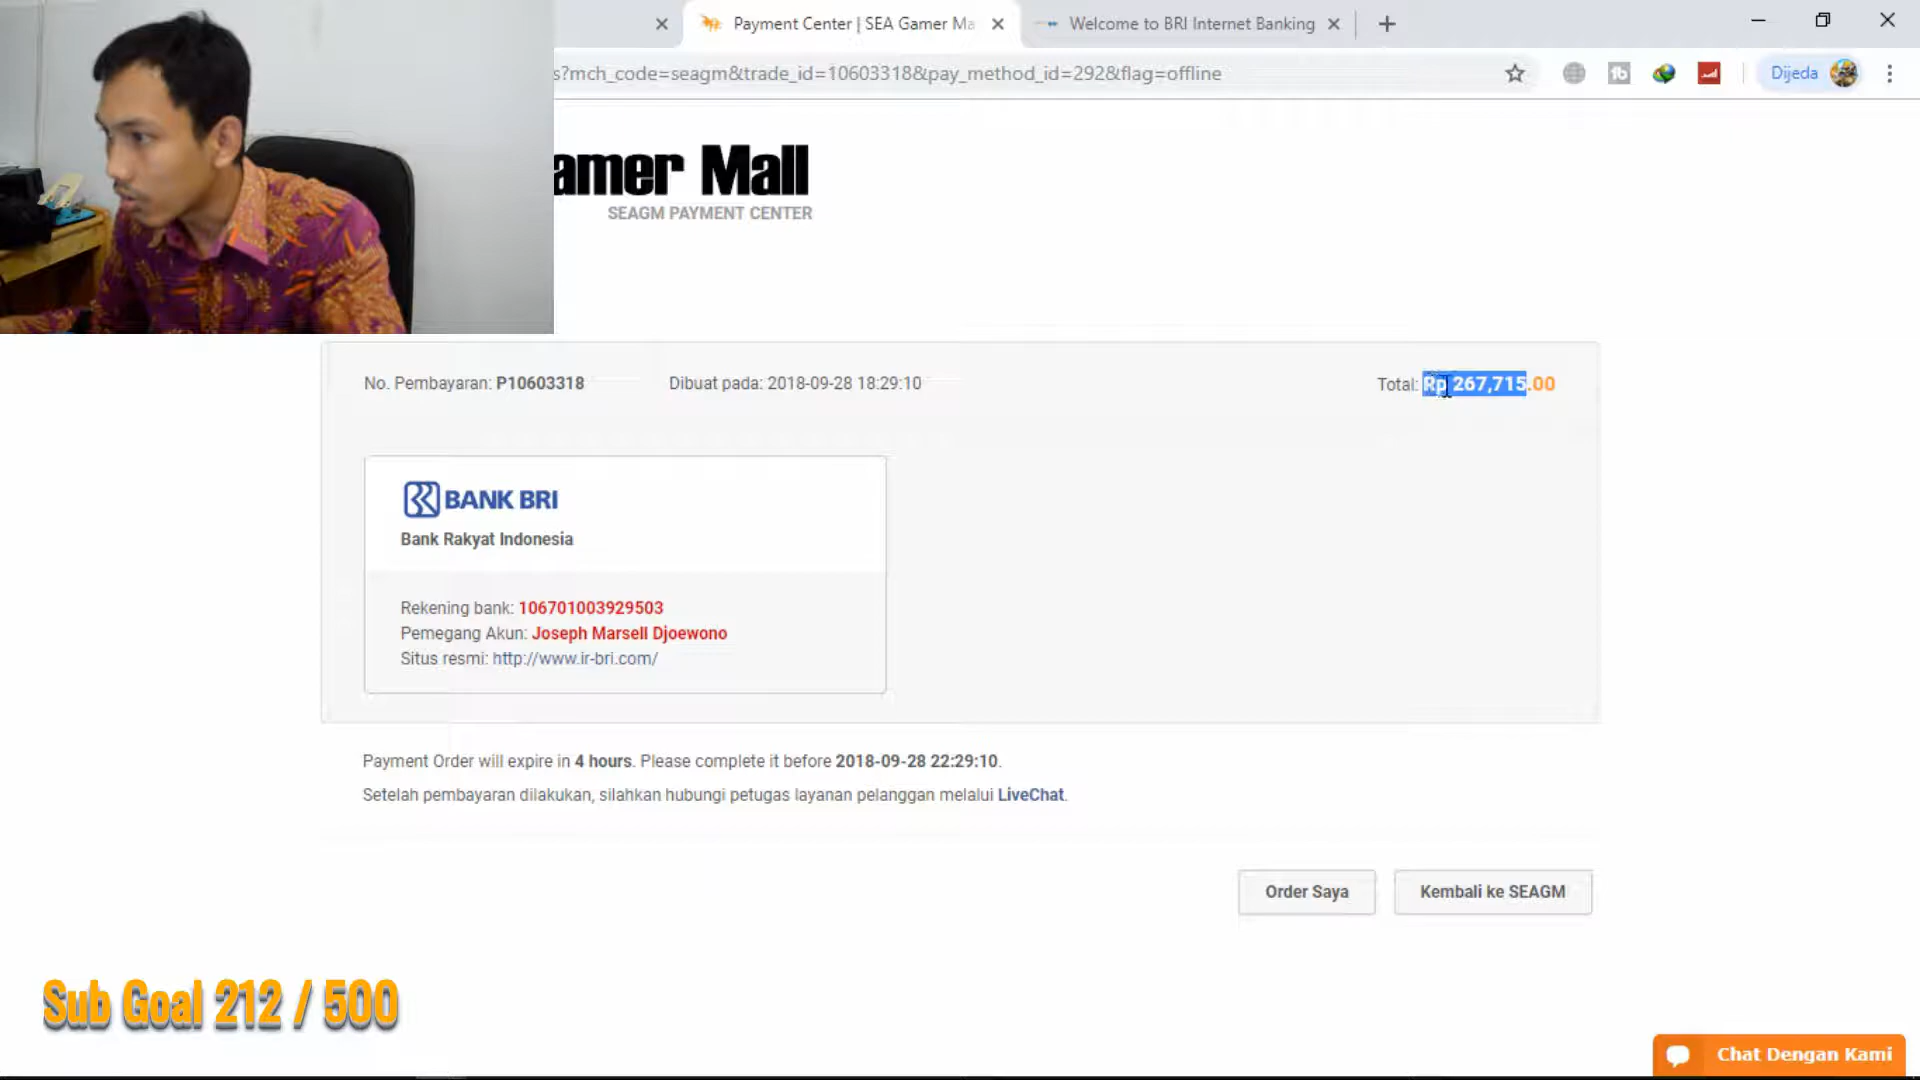 Payment Center | SEA Gamer Ma
Welcome to BRI Internet Banking
s?mch_code=seagm&trade_id=10603318&pay_method_id=292&flag=offline
Dijeda
amer Mall
SEAGM PAYMENT CENTER
No. Pembayaran: P10603318
Dibuat pada: 2018-09-28 18:29:10
Total: Rp 267,715.00
BANK BRI
Bank Rakyat Indonesia
Rekening bank: 106701003929503
Pemegang Akun: Joseph Marsell Djoewono
Situs resmi: http://www.ir-bri.com/
Payment Order will expire in 4 hours. Please complete it before 2018-09-28 22:29:10.
Setelah pembayaran dilakukan, silahkan hubungi petugas layanan pelanggan melalui LiveChat.
Order Saya
Kembali ke SEAGM
Sub Goal 212 / 500
Chat Dengan Kami